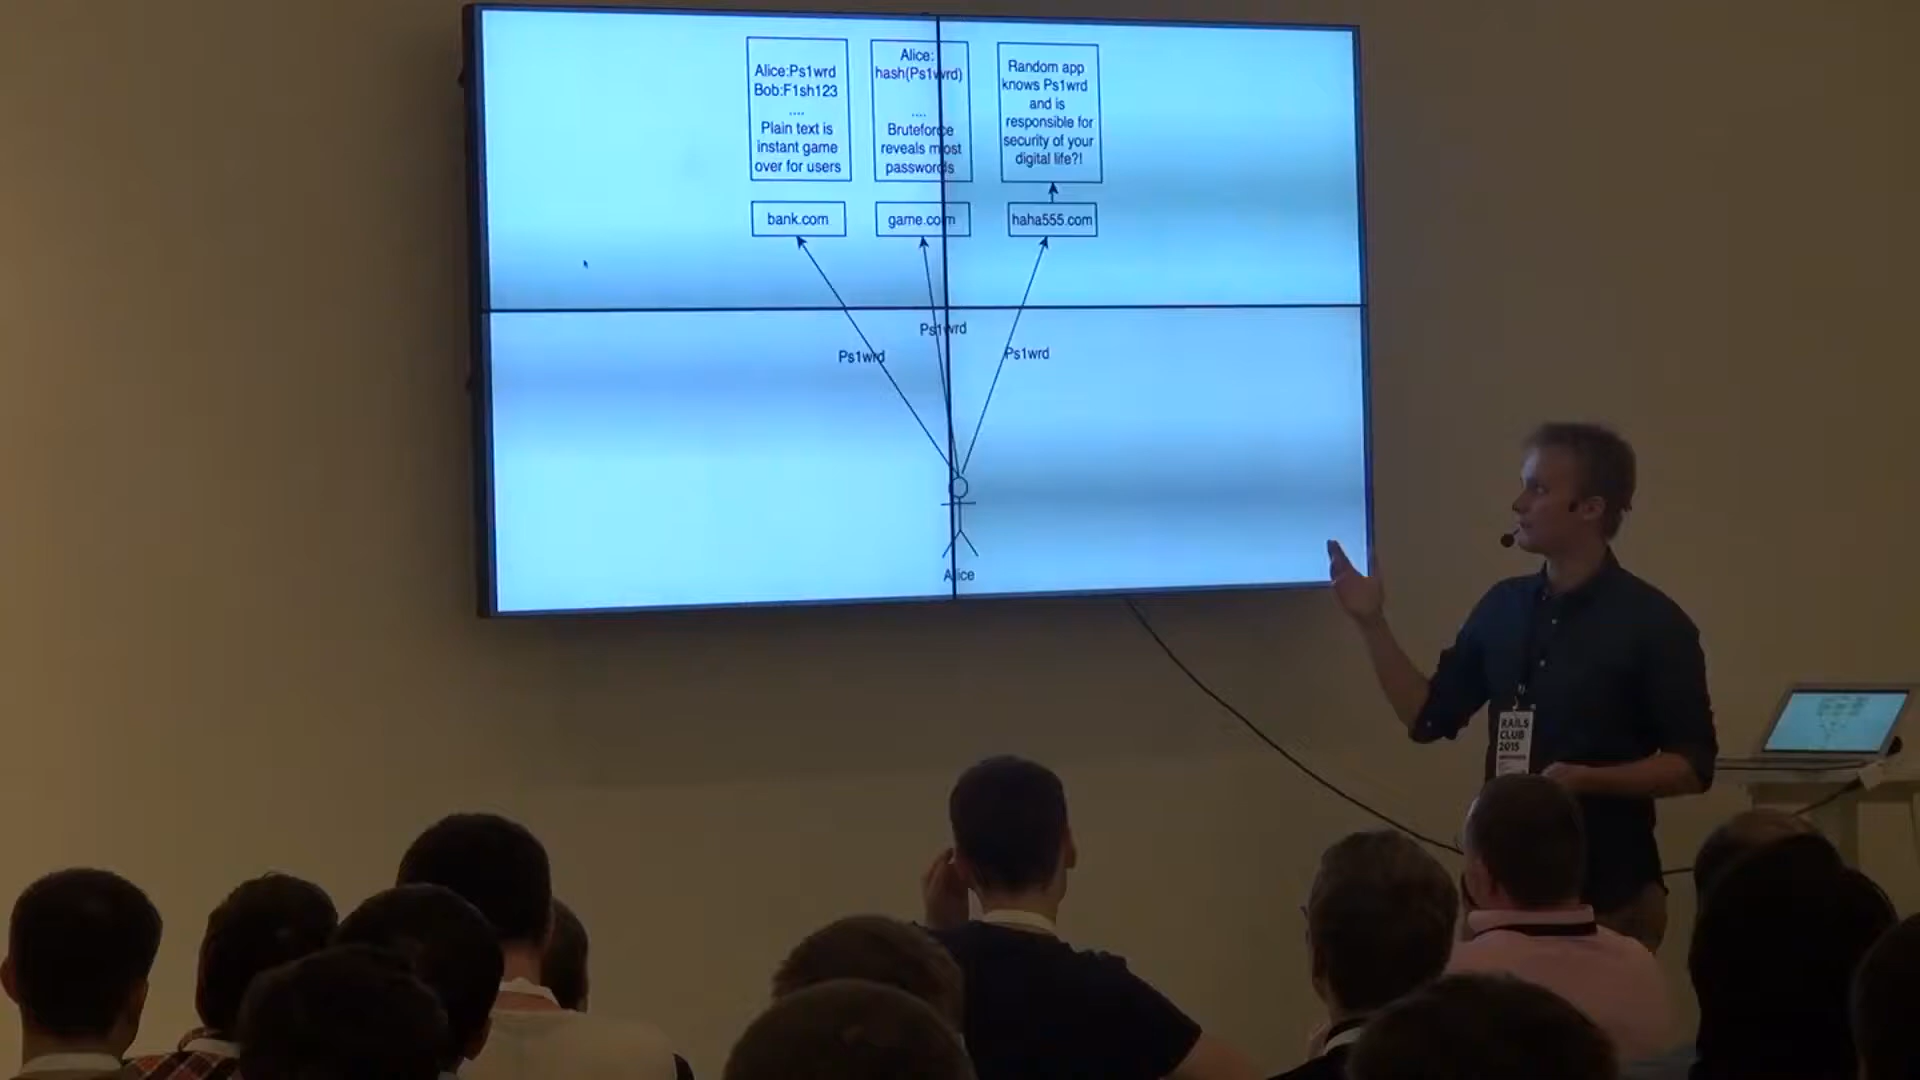 Alice:Ps1wrd
Bob:F1sh123
....
Plain text is
instant game
over for users
Alice:
hash(Ps1wrd)
....
Bruteforce
reveals most
passwords
Random app
knows Ps1wrd
and is
responsible for
security of your
digital life?!
bank.com
game.com
haha555.com
Ps1wrd
Ps1wrd
Ps1wrd
Alice
RAILS
CLUB
2015